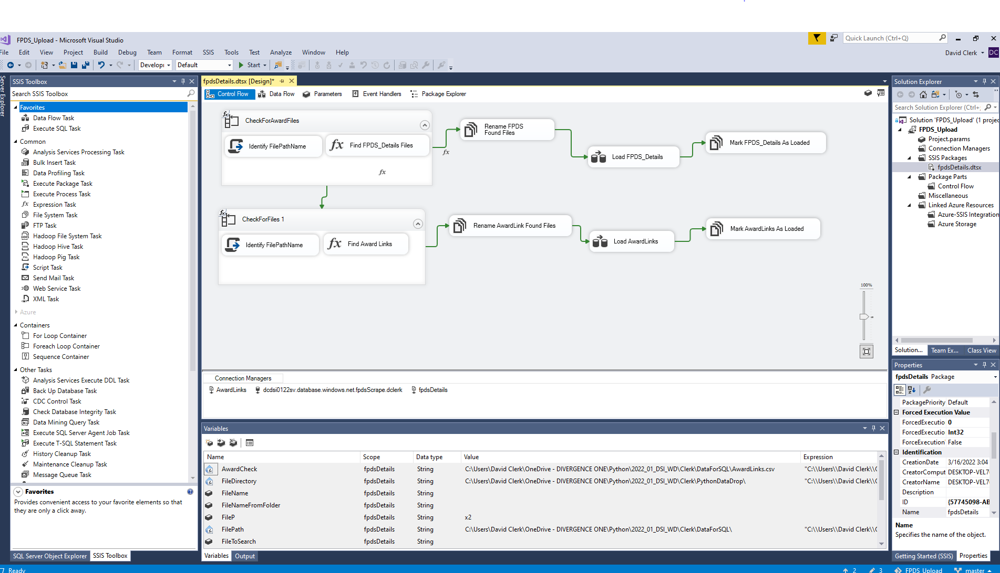 FPDS_Upload - Microsoft Visual Studio
Quick Launch (Ctrl+Q)
File Edit View Project Build Debug Team Format SSIS Tools Test Analyze Window Help
David Clerk DC
Develop Default Start
Server Explorer
SSIS Toolbox
Search SSIS Toolbox
Favorites
Data Flow Task
Execute SQL Task
Common
Analysis Services Processing Task
Bulk Insert Task
Data Profiling Task
Execute Package Task
Execute Process Task
Expression Task
File System Task
FTP Task
Hadoop File System Task
Hadoop Hive Task
Hadoop Pig Task
Script Task
Send Mail Task
Web Service Task
XML Task
Azure
Containers
For Loop Container
Foreach Loop Container
Sequence Container
Other Tasks
Analysis Services Execute DDL Task
Back Up Database Task
CDC Control Task
Check Database Integrity Task
Data Mining Query Task
Execute SQL Server Agent Job Task
Execute T-SQL Statement Task
History Cleanup Task
Maintenance Cleanup Task
Message Queue Task
Favorites
Provides convenient access to your favorite elements so that
they are only a click away.
SQL Server Object Explorer SSIS Toolbox
fpdsDetails.dtsx [Design]*
Control Flow Data Flow Parameters Event Handlers Package Explorer
fx
CheckForAwardFiles
Identify FilePathName
fx Find FPDS_Details Files
fx
fx
Rename FPDS
Found Files
Load FPDS_Details
Mark FPDS_Details As Loaded
fx
CheckForFiles 1
Identify FilePathName
fx Find Award Links
Rename AwardLink Found Files
Load AwardLinks
Mark AwardLinks As Loaded
100%
Connection Managers
AwardLinks dcdsi0122sv.database.windows.net.fpdsScrape.dclerk fpdsDetails
Variables
Name Scope Data type Value Expression
AwardCheck fpdsDetails String C:\Users\David Clerk\OneDrive - DIVERGENCE ONE\Python\2022_01_DSI_WD\Clerk\DataForSQL\AwardLinks.csv "C:\\Users\\David Clerk\\
FileDirectory fpdsDetails String C:\Users\David Clerk\OneDrive - DIVERGENCE ONE\Python\2022_01_DSI_WD\Clerk\PythonDataDrop\ "C:\\Users\\David Clerk\\
FileName fpdsDetails String
FileNameFromFolder fpdsDetails String
FileP fpdsDetails String x2
FilePath fpdsDetails String C:\Users\David Clerk\OneDrive - DIVERGENCE ONE\Python\2022_01_DSI_WD\Clerk\DataForSQL\ "C:\\Users\\David Clerk\\
FileToSearch fpdsDetails String
Variables Output
Solution Explorer
Search Solution Explorer (Ctrl+;
Solution 'FPDS_Upload' (1 projec
FPDS_Upload
Project.params
Connection Managers
SSIS Packages
fpdsDetails.dtsx
Package Parts
Control Flow
Miscellaneous
Linked Azure Resources
Azure-SSIS Integration
Azure Storage
Solution... Team Ex... Class View
Properties
fpdsDetails Package
PackagePriority Default
Forced Execution Value
ForcedExecutio 0
ForcedExecutio Int32
ForceExecution False
Identification
CreationDate 3/16/2022 3:04
CreatorComput DESKTOP-VEL7
CreatorName DESKTOP-VEL7
Description
ID {57745098-AB
Name fpdsDetails
Name
Specifies the name of the object.
Getting Started (SSIS) Properties
Ready
2 3 FPDS_Upload master